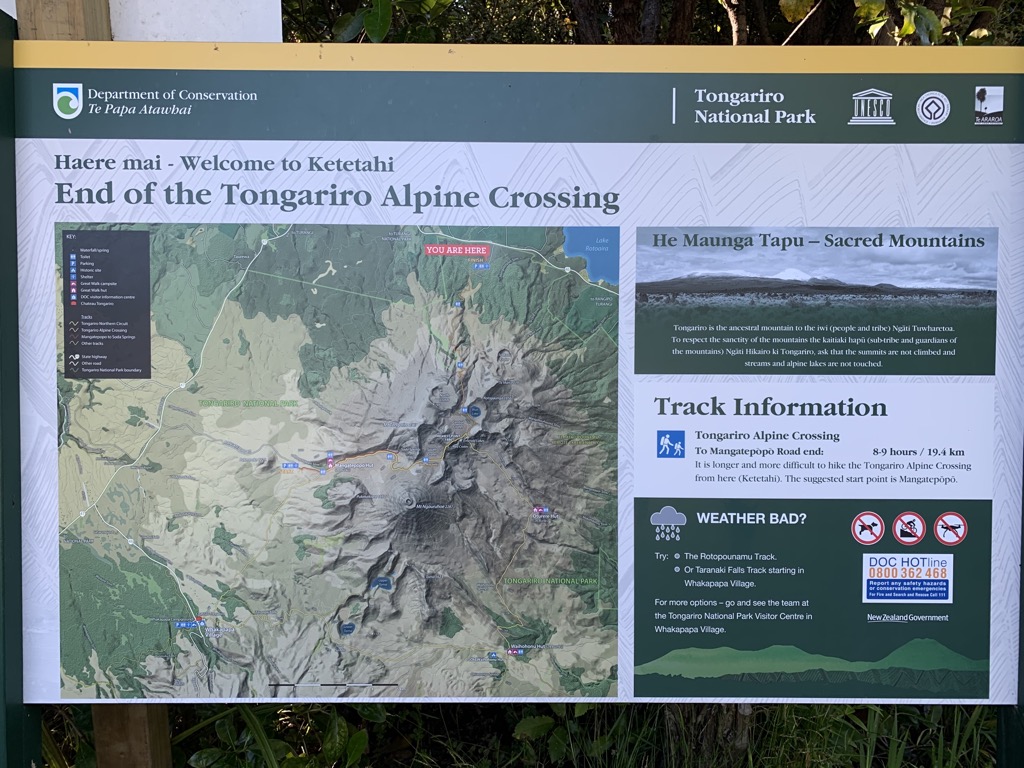 Department of Conservation
Te Papa Atawhai
Tongariro
National Park
UNESCO
TE ARAROA
Haere mai - Welcome to Ketetahi
End of the Tongariro Alpine Crossing
KEY:
Waterfall/spring
Toilet
Parking
Historic site
Shelter
Great Walk campsite
Great Walk hut
DOC visitor information centre
Chateau Tongariro
Tracks
Tongariro Northern Circuit
Tongariro Alpine Crossing
Mangatepopo to Soda Springs
Other tracks
State highway
Other road
Tongariro National Park boundary
YOU ARE HERE
FINISH
Lake
Rotoaira
TONGARIRO NATIONAL PARK
Mangatepopo Hut
Mt Ngauruhoe
Oturere Hut
TONGARIRO NATIONAL PARK
Whakapapa
Village
Waihohonu Hut
He Maunga Tapu – Sacred Mountains
Tongariro is the ancestral mountain to the iwi (people and tribe) Ngāti Tuwharetoa.
To respect the sanctity of the mountains the kaitiaki hapū (sub-tribe and guardians of
the mountains) Ngāti Hikairo ki Tongariro, ask that the summits are not climbed and
streams and alpine lakes are not touched.
Track Information
Tongariro Alpine Crossing
To Mangatepōpō Road end: 8-9 hours / 19.4 km
It is longer and more difficult to hike the Tongariro Alpine Crossing
from here (Ketetahi). The suggested start point is Mangatepōpō.
WEATHER BAD?
Try: The Rotopounamu Track.
Or Taranaki Falls Track starting in
Whakapapa Village.
For more options – go and see the team at
the Tongariro National Park Visitor Centre in
Whakapapa Village.
DOC HOTline
0800 362 468
Report any safety hazards
or conservation emergencies
For Fire and Search and Rescue Call 111
New Zealand Government